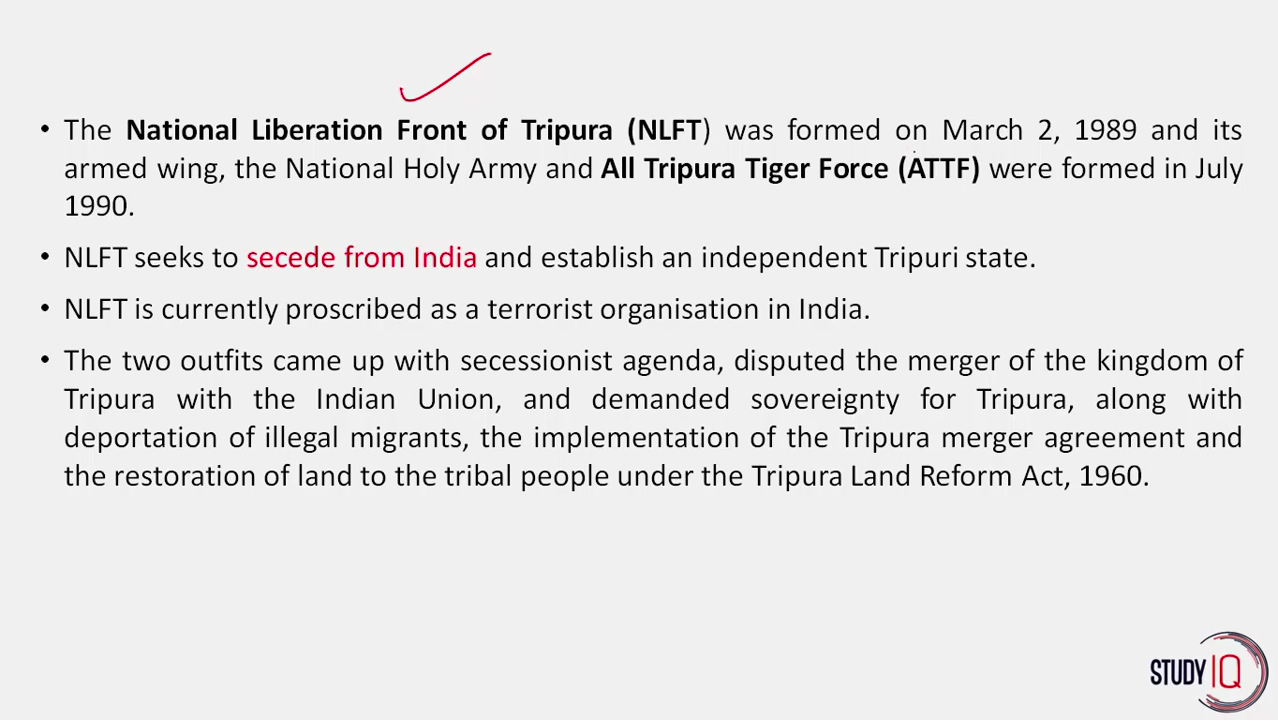 • The National Liberation Front of Tripura (NLFT) was formed on March 2, 1989 and its
armed wing, the National Holy Army and All Tripura Tiger Force (ATTF) were formed in July
1990.
• NLFT seeks to secede from India and establish an independent Tripuri state.
• NLFT is currently proscribed as a terrorist organisation in India.
• The two outfits came up with secessionist agenda, disputed the merger of the kingdom of
Tripura with the Indian Union, and demanded sovereignty for Tripura, along with
deportation of illegal migrants, the implementation of the Tripura merger agreement and
the restoration of land to the tribal people under the Tripura Land Reform Act, 1960.
STUDY IQ